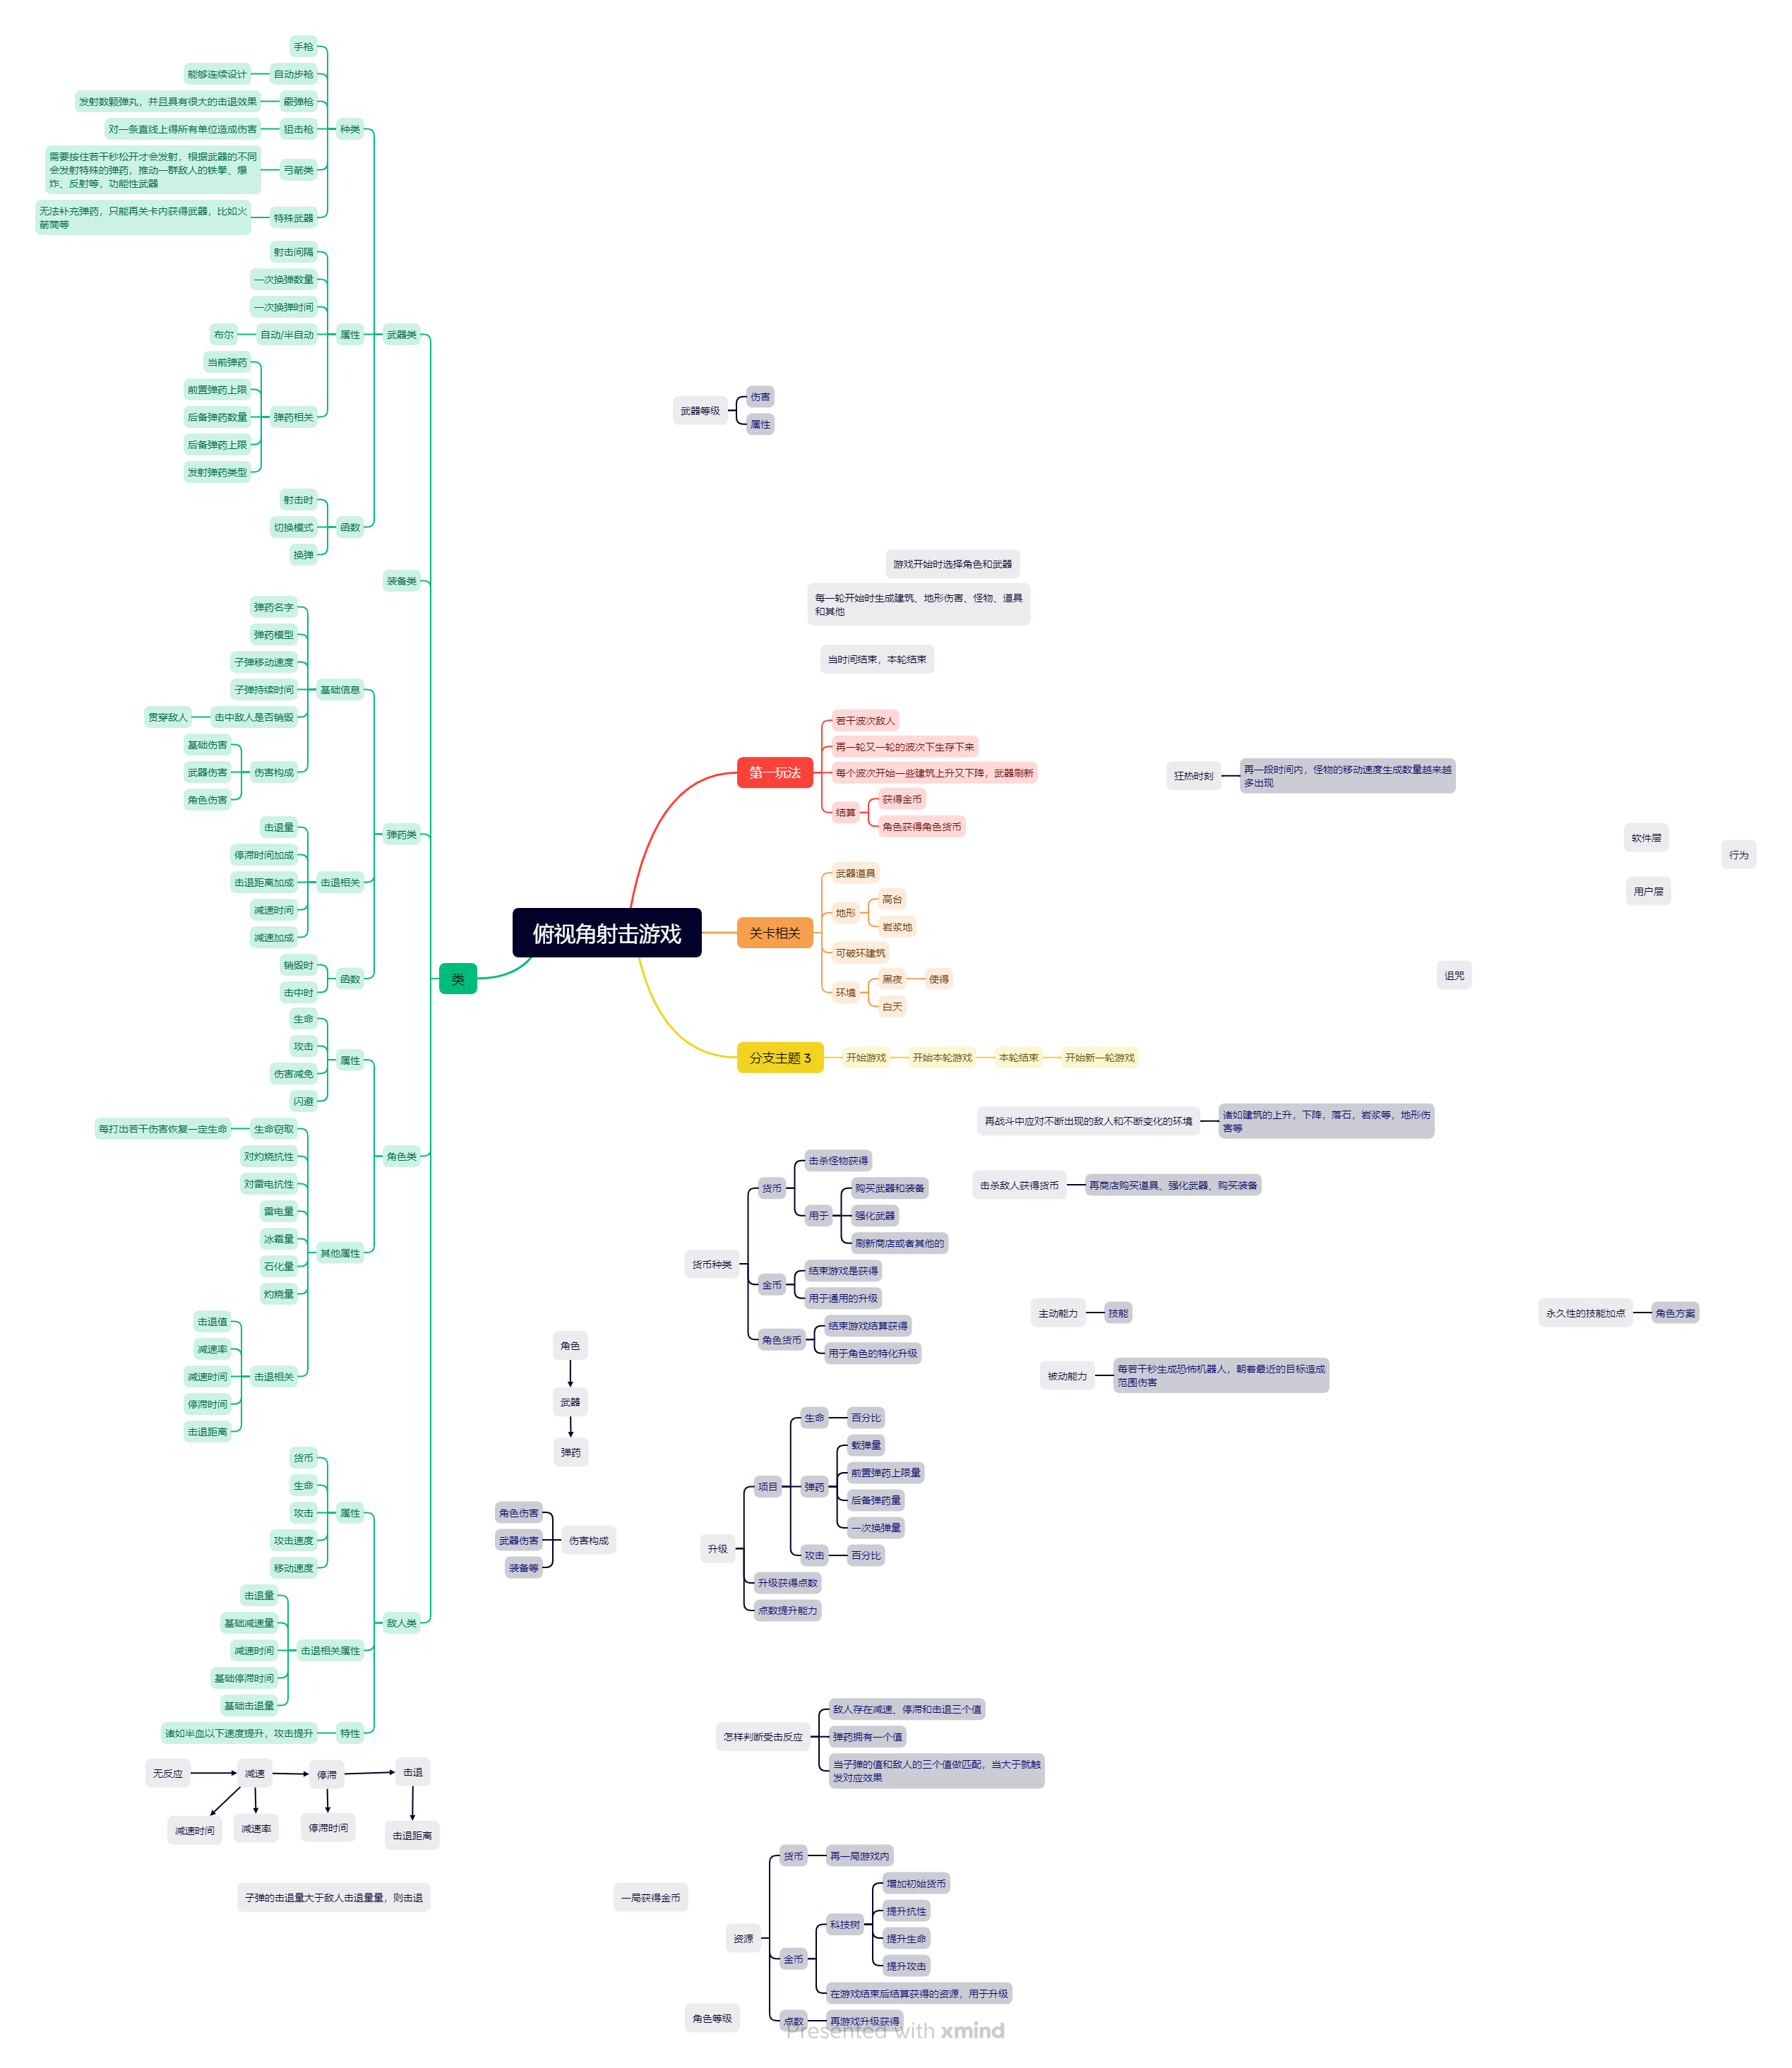 手枪
能够连续设计
自动步枪
发射数颗弹丸，并且具有很大的击退效果
霰弹枪
对一条直线上得所有单位造成伤害
狙击枪
种类
需要按住若干秒松开才会发射，根据武器的不同
会发射特殊的弹药，推动一群敌人的铁拳、爆
炸、反射等，功能性武器
弓箭类
无法补充弹药，只能再关卡内获得武器，比如火
箭筒等
特殊武器
射击间隔
一次换弹数量
一次换弹时间
布尔
自动/半自动
属性
武器类
当前弹药
前置弹药上限
后备弹药数量
弹药相关
后备弹药上限
发射弹药类型
射击时
切换模式
函数
换弹
装备类
弹药名字
弹药模型
子弹移动速度
子弹持续时间
基础信息
贯穿敌人
击中敌人是否销毁
基础伤害
武器伤害
伤害构成
角色伤害
弹药类
击退量
停滞时间加成
击退距离加成
击退相关
减速时间
减速加成
销毁时
函数
击中时
类
生命
攻击
属性
伤害减免
闪避
每打出若干伤害恢复一定生命
生命窃取
角色类
对灼烧抗性
对雷电抗性
雷电量
冰霜量
其他属性
石化量
灼烧量
击退值
减速率
减速时间
击退相关
停滞时间
击退距离
货币
生命
攻击
属性
攻击速度
移动速度
敌人类
击退量
基础减速量
减速时间
击退相关属性
基础停滞时间
基础击退量
诸如半血以下速度提升，攻击提升
特性
无反应
减速
停滞
击退
减速时间
减速率
停滞时间
击退距离
子弹的击退量大于敌人击退量量，则击退
武器等级
伤害
属性
游戏开始时选择角色和武器
每一轮开始时生成建筑、地形伤害、怪物、道具
和其他
当时间结束，本轮结束
俯视角射击游戏
第一玩法
若干波次敌人
再一轮又一轮的波次下生存下来
每个波次开始一些建筑上升又下降，武器刷新
结算
获得金币
角色获得角色货币
关卡相关
武器道具
地形
高台
岩浆地
可破环建筑
环境
黑夜
使得
白天
分支主题 3
开始游戏
开始本轮游戏
本轮结束
开始新一轮游戏
狂热时刻
再一段时间内，怪物的移动速度生成数量越来越
多出现
软件层
行为
用户层
诅咒
再战斗中应对不断出现的敌人和不断变化的环境
诸如建筑的上升，下降，落石，岩浆等，地形伤
害等
击杀敌人获得货币
再商店购买道具、强化武器、购买装备
货币种类
货币
击杀怪物获得
用于
购买武器和装备
强化武器
刷新商店或者其他的
金币
结束游戏是获得
用于通用的升级
角色货币
结束游戏结算获得
用于角色的特化升级
主动能力
技能
永久性的技能加点
角色方案
被动能力
每若干秒生成恐怖机器人，朝着最近的目标造成
范围伤害
角色
武器
弹药
角色伤害
武器伤害
装备等
伤害构成
升级
项目
生命
百分比
弹药
载弹量
前置弹药上限量
后备弹药量
一次换弹量
攻击
百分比
升级获得点数
点数提升能力
怎样判断受击反应
敌人存在减速、停滞和击退三个值
弹药拥有一个值
当子弹的值和敌人的三个值做匹配，当大于就触
发对应效果
一局获得金币
资源
货币
再一局游戏内
金币
科技树
增加初始货币
提升抗性
提升生命
提升攻击
在游戏结束后结算获得的资源，用于升级
点数
再游戏升级获得
角色等级
Presented with xmind